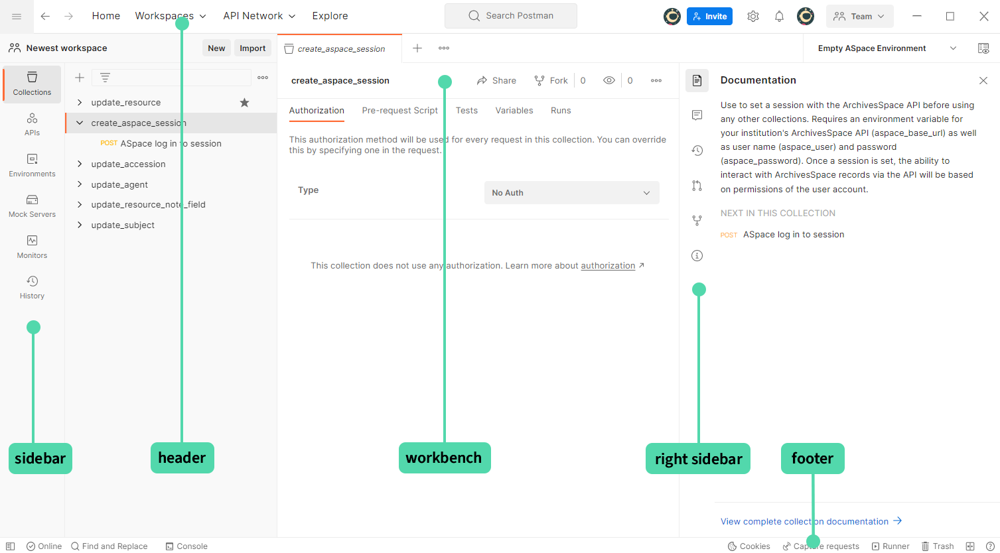 Home Workspaces API Network Explore Search Postman Invite Team
Newest workspace New Import create_aspace_session Empty ASpace Environment
Collections
APIs
Environments
Mock Servers
Monitors
History
update_resource
create_aspace_session
POST ASpace log in to session
update_accession
update_agent
update_resource_note_field
update_subject
create_aspace_session Share Fork 0 0
Authorization Pre-request Script Tests Variables Runs
This authorization method will be used for every request in this collection. You can override
this by specifying one in the request.
Type No Auth
This collection does not use any authorization. Learn more about authorization ↗
Documentation
Use to set a session with the ArchivesSpace API before using
any other collections. Requires an environment variable for
your institution's ArchivesSpace API (aspace_base_url) as well
as user name (aspace_user) and password
(aspace_password). Once a session is set, the ability to
interact with ArchivesSpace records via the API will be based
on permissions of the user account.
NEXT IN THIS COLLECTION
POST ASpace log in to session
sidebar header workbench right sidebar footer
View complete collection documentation →
Online Find and Replace Console Cookies Capture requests Runner Trash